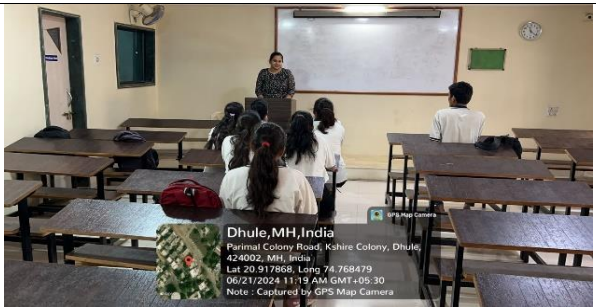 GPS Map Camera
Dhule,MH,India
Parimal Colony Road, Kshire Colony, Dhule,
424002, MH, India
Lat 20.917868, Long 74.768479
06/21/2024 11:19 AM GMT+05:30
Note : Captured by GPS Map Camera